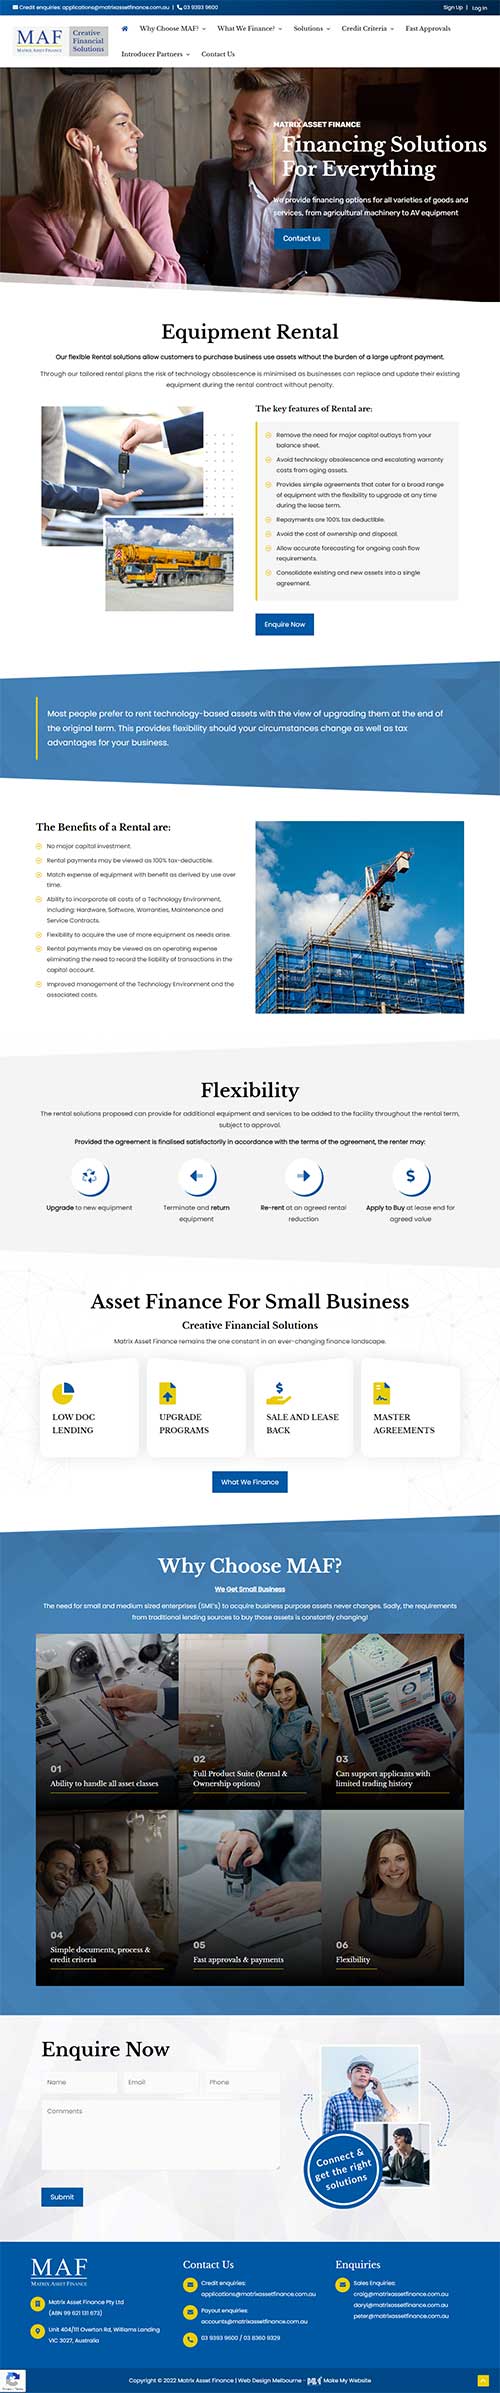 Credit enquiries: applications@matrixassetfinance.com.au | 03 9393 9600
Sign Up | Log In
MAF
MATRIX ASSET FINANCE
Creative
Financial
Solutions
Why Choose MAF?
What We Finance?
Solutions
Credit Criteria
Fast Approvals
Introducer Partners
Contact Us
MATRIX ASSET FINANCE
Financing Solutions
For Everything
We provide financing options for all varieties of goods and
services, from agricultural machinery to AV equipment
Contact us
Equipment Rental
Our flexible Rental solutions allow customers to purchase business use assets without the burden of a large upfront payment.
Through our tailored rental plans the risk of technology obsolescence is minimised as businesses can replace and update their existing
equipment during the rental contract without penalty.
The key features of Rental are:
Remove the need for major capital outlays from your
balance sheet.
Avoid technology obsolescence and escalating warranty
costs from aging assets.
Provides simple agreements that cater for a broad range
of equipment with the flexibility to upgrade at any time
during the lease term.
Repayments are 100% tax deductible.
Avoid the cost of ownership and disposal.
Allow accurate forecasting for ongoing cash flow
requirements.
Consolidate existing and new assets into a single
agreement.
Enquire Now
Most people prefer to rent technology-based assets with the view of upgrading them at the end of
the original term. This provides flexibility should your circumstances change as well as tax
advantages for your business.
The Benefits of a Rental are:
No major capital investment.
Rental payments may be viewed as 100% tax-deductible.
Match expense of equipment with benefit as derived by use over
time.
Ability to incorporate all costs of a Technology Environment,
including: Hardware, Software, Warranties, Maintenance and
Service Contracts.
Flexibility to acquire the use of more equipment as needs arise.
Rental payments may be viewed as an operating expense
eliminating the need to record the liability of transactions in the
capital account.
Improved management of the Technology Environment and the
associated costs.
Flexibility
The rental solutions proposed can provide for additional equipment and services to be added to the facility throughout the rental term,
subject to approval.
Provided the agreement is finalised satisfactorily in accordance with the terms of the agreement, the renter may:
Upgrade to new equipment
Terminate and return
equipment
Re-rent at an agreed rental
reduction
Apply to Buy at lease end for
agreed value
Asset Finance For Small Business
Creative Financial Solutions
Matrix Asset Finance remains the one constant in an ever-changing finance landscape.
LOW DOC
LENDING
UPGRADE
PROGRAMS
SALE AND LEASE
BACK
MASTER
AGREEMENTS
What We Finance
Why Choose MAF?
We Get Small Business
The need for small and medium sized enterprises (SME's) to acquire business purpose assets never changes. Sadly, the requirements
from traditional lending sources to buy those assets is constantly changing!
01
Ability to handle all asset classes
02
Full Product Suite (Rental &
Ownership options)
03
Can support applicants with
limited trading history
04
Simple documents, process &
credit criteria
05
Fast approvals & payments
06
Flexibility
Enquire Now
Name
Email
Phone
Comments
Submit
Connect &
get the right
solutions
MAF
MATRIX ASSET FINANCE
Matrix Asset Finance Pty Ltd
(ABN 99 621 131 673)
Unit 404/111 Overton Rd, Williams Landing
VIC 3027, Australia
Contact Us
Credit enquiries:
applications@matrixassetfinance.com.au
Payout enquiries:
accounts@matrixassetfinance.com.au
03 9393 9600 / 03 8360 9329
Enquiries
Sales Enquiries:
craig@matrixassetfinance.com.au
daryl@matrixassetfinance.com.au
peter@matrixassetfinance.com.au
Copyright © 2022 Matrix Asset Finance | Web Design Melbourne - Make My Website